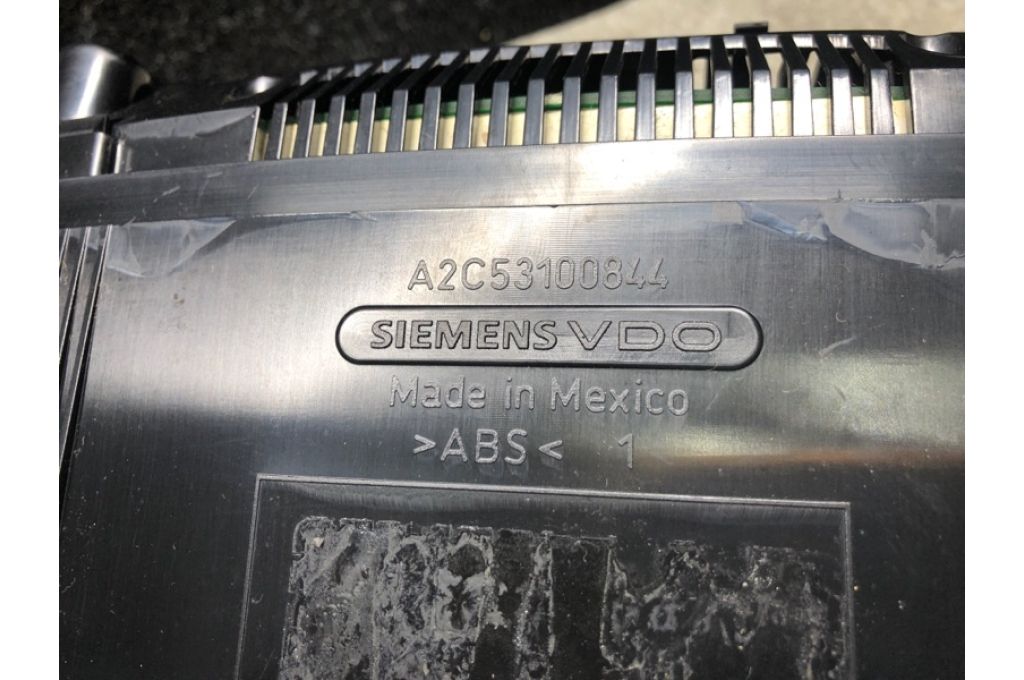 A2C53100844
SIEMENS VDO
Made in Mexico
>ABS< 1